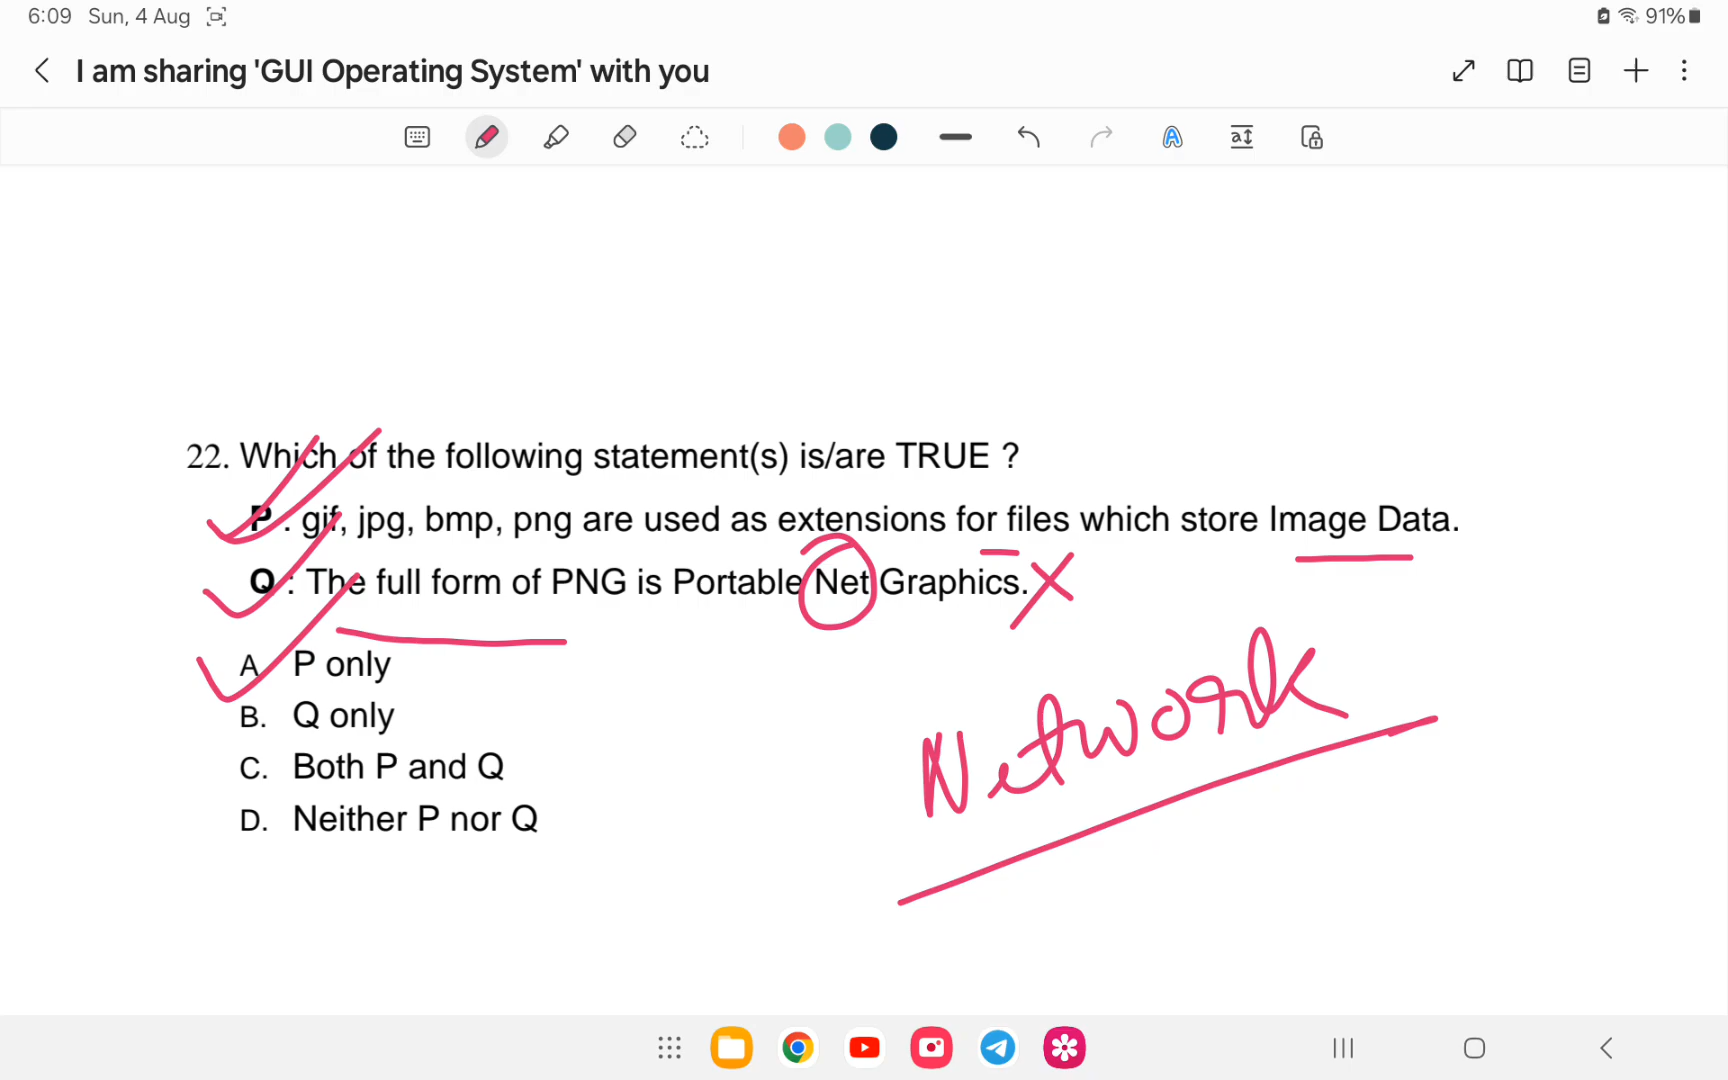 6:09 Sun, 4 Aug 91%
I am sharing 'GUI Operating System' with you
22. Which of the following statement(s) is/are TRUE ?
P : gif, jpg, bmp, png are used as extensions for files which store Image Data.
Q : The full form of PNG is Portable Net Graphics.
A. P only
B. Q only
C. Both P and Q
D. Neither P nor Q
Network